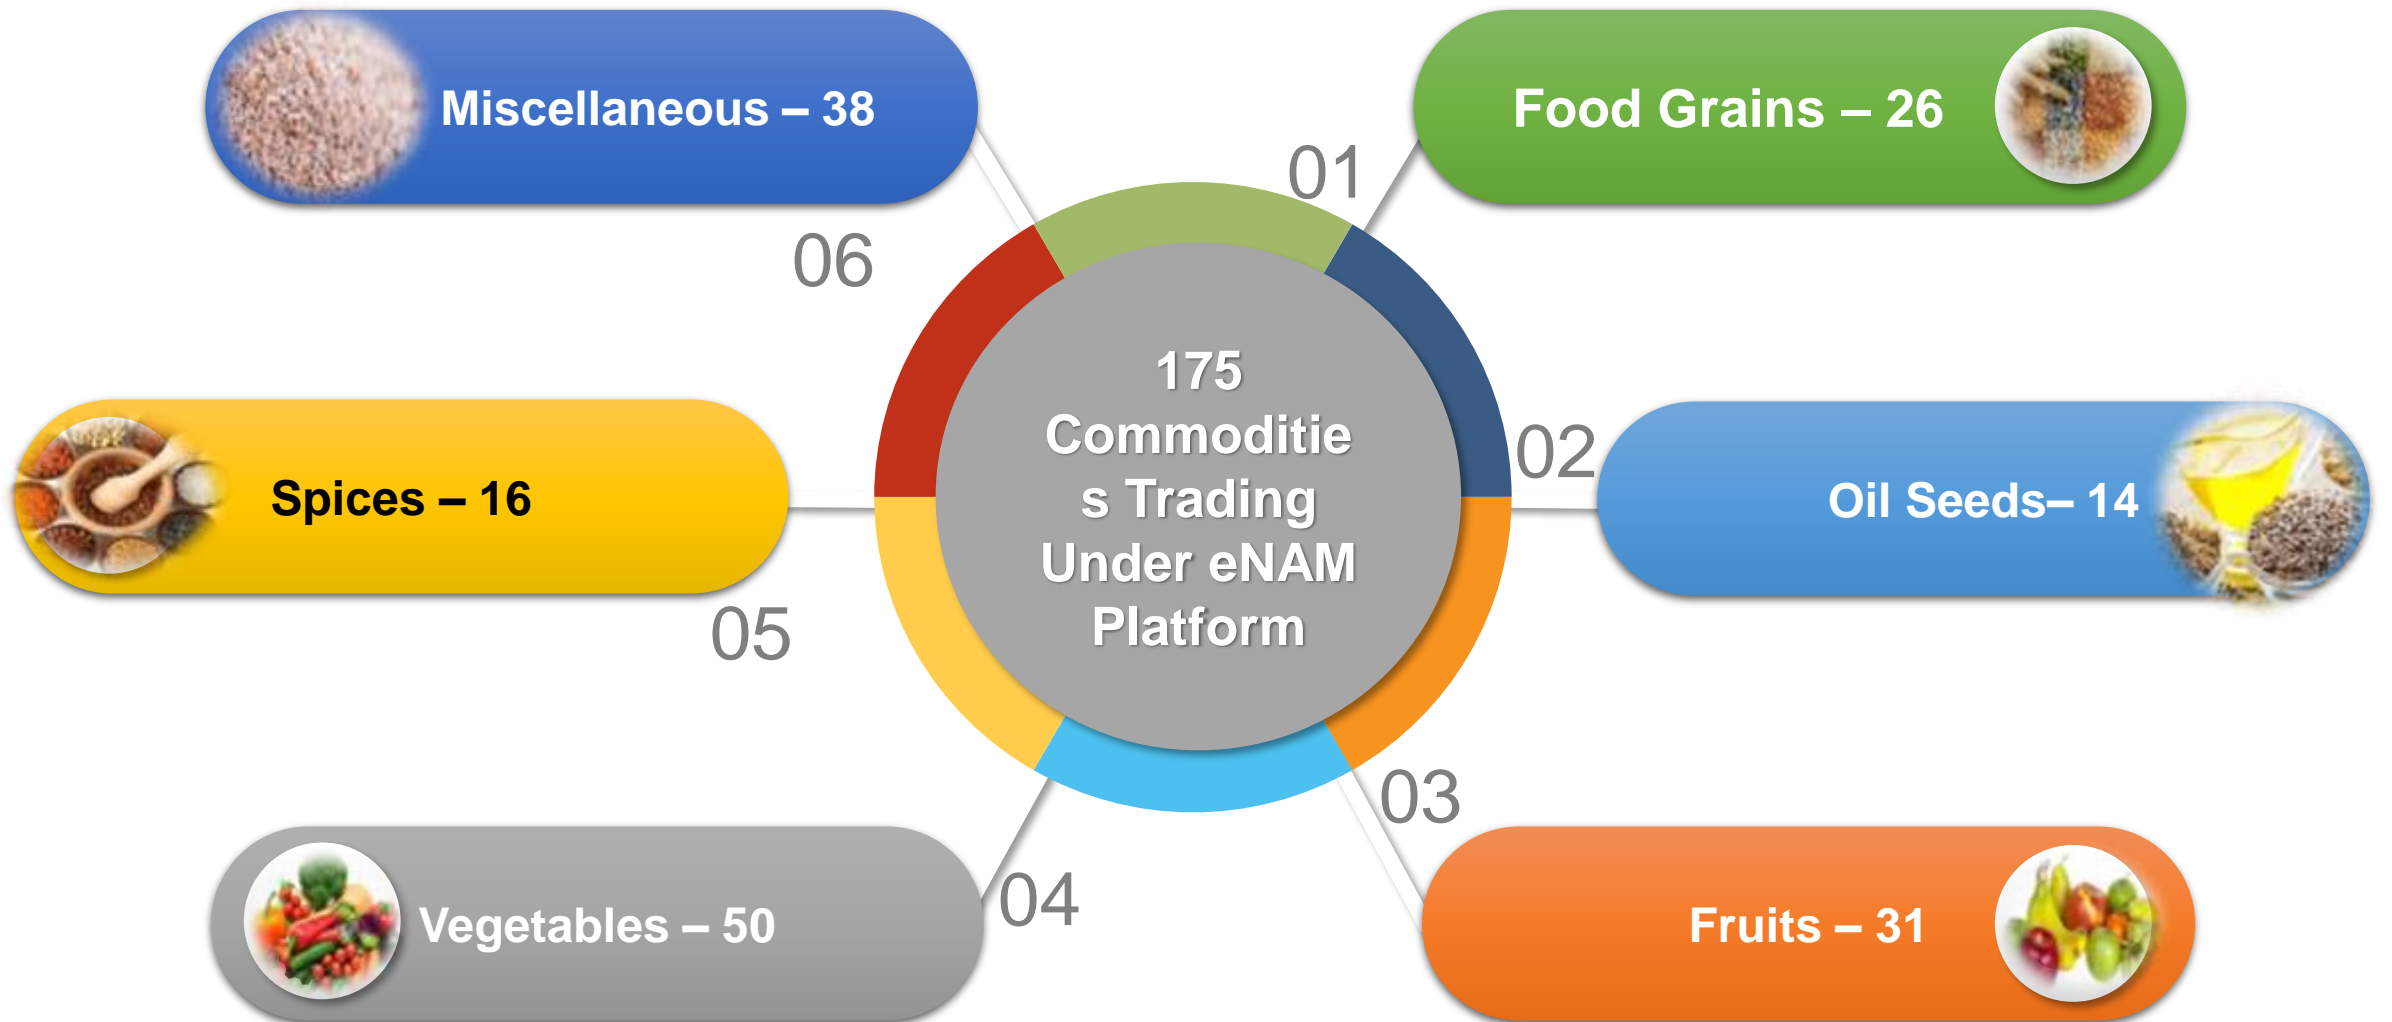 Miscellaneous – 38
Food Grains – 26
01
06
175
Commoditie
s Trading
Under eNAM
Platform
02
Spices – 16
Oil Seeds– 14
05
03
04
Vegetables – 50
Fruits – 31